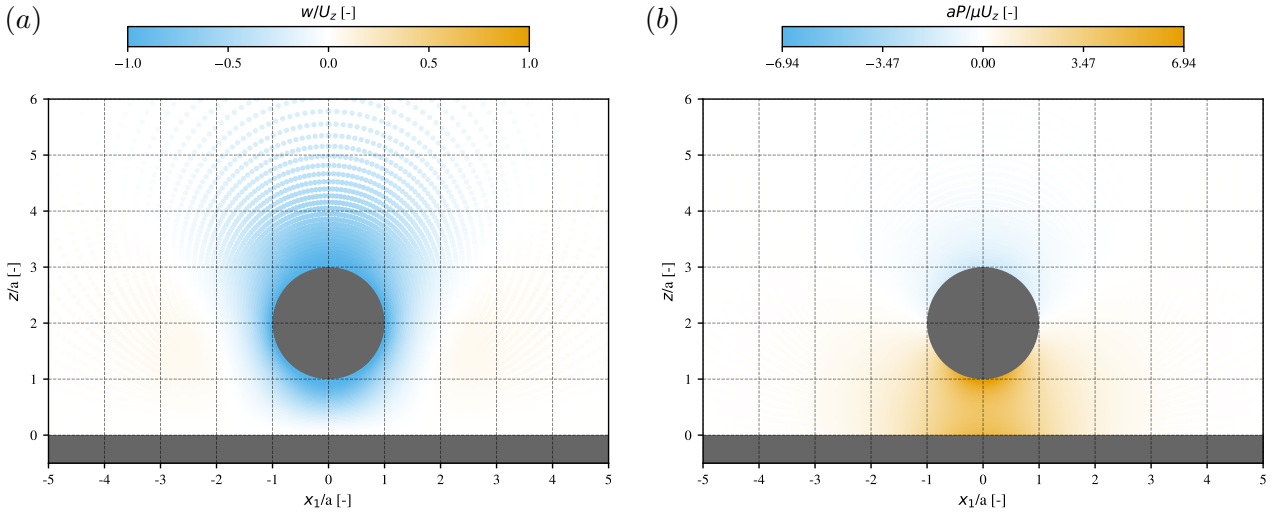 (a)
w/U_z [-]
−1.0 −0.5 0.0 0.5 1.0
z/a [-]
6
5
4
3
2
1
0
-5 -4 -3 -2 -1 0 1 2 3 4 5
x_1/a [-]
(b)
aP/μU_z [-]
−6.94 −3.47 0.00 3.47 6.94
z/a [-]
6
5
4
3
2
1
0
-5 -4 -3 -2 -1 0 1 2 3 4 5
x_1/a [-]